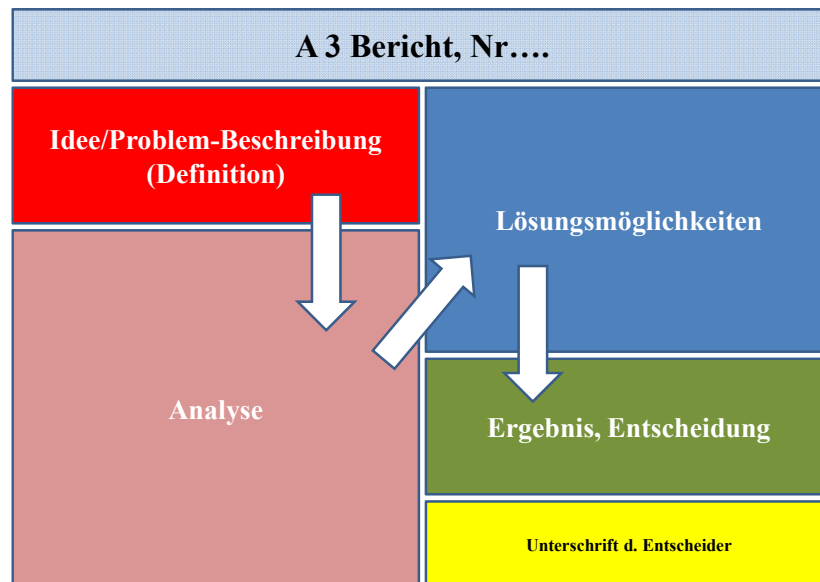 A 3 Bericht, Nr….
Idee/Problem-Beschreibung
(Definition)
Analyse
Lösungsmöglichkeiten
Ergebnis, Entscheidung
Unterschrift d. Entscheider